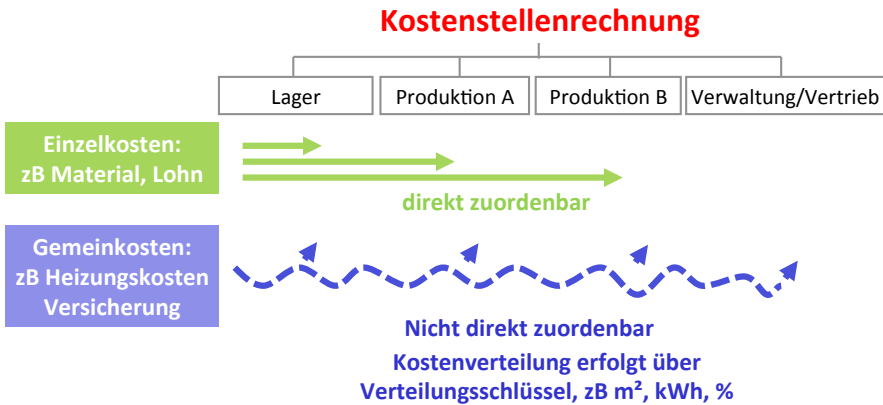 Kostenstellenrechnung
Lager
Produktion A
Produktion B
Verwaltung/Vertrieb
Einzelkosten:
zB Material, Lohn
direkt zuordenbar
Gemeinkosten:
zB Heizungskosten
Versicherung
Nicht direkt zuordenbar
Kostenverteilung erfolgt über
Verteilungsschlüssel, zB m², kWh, %